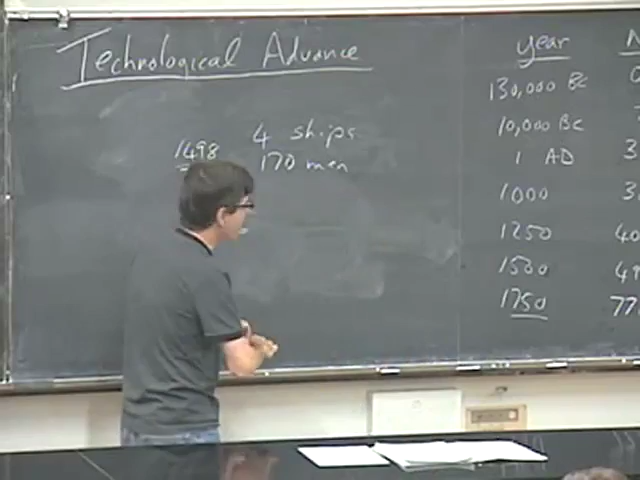 Technological Advance
1498 4 ships
170 men
year
130,000 BC
10,000 BC
1 AD
1000
1250
1500
1750